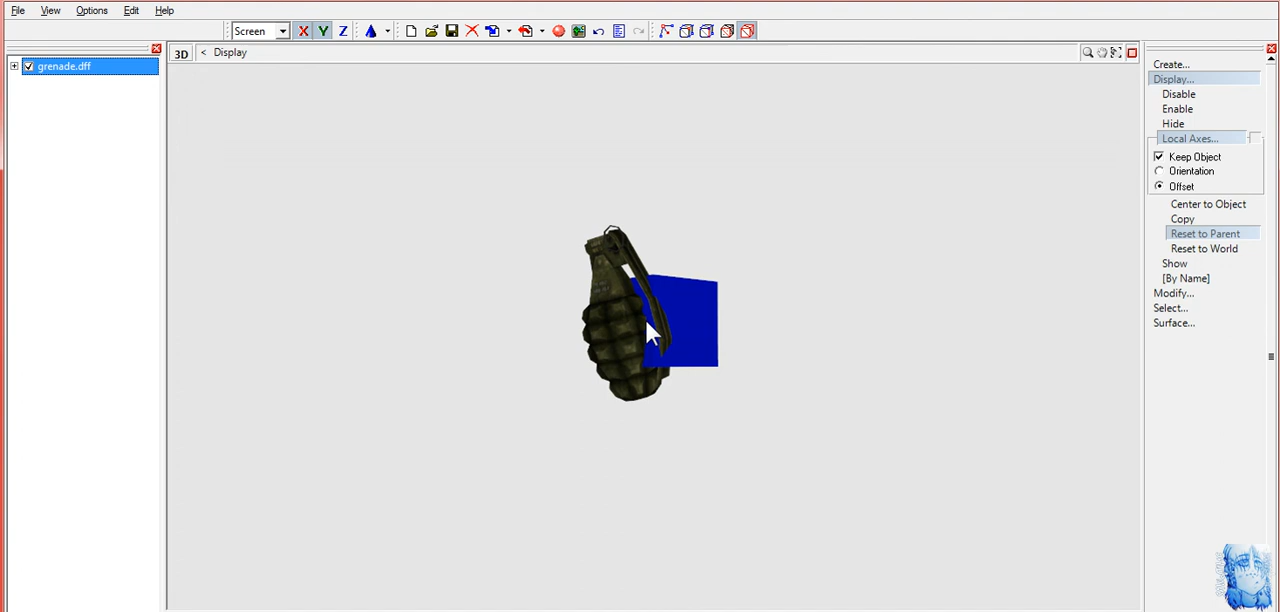 File View Options Edit Help
Screen X Y Z
grenade.dff
3D < Display
Create...
Display...
Disable
Enable
Hide
Local Axes...
Keep Object
Orientation
Offset
Center to Object
Copy
Reset to Parent
Reset to World
Show
[By Name]
Modify...
Select...
Surface...